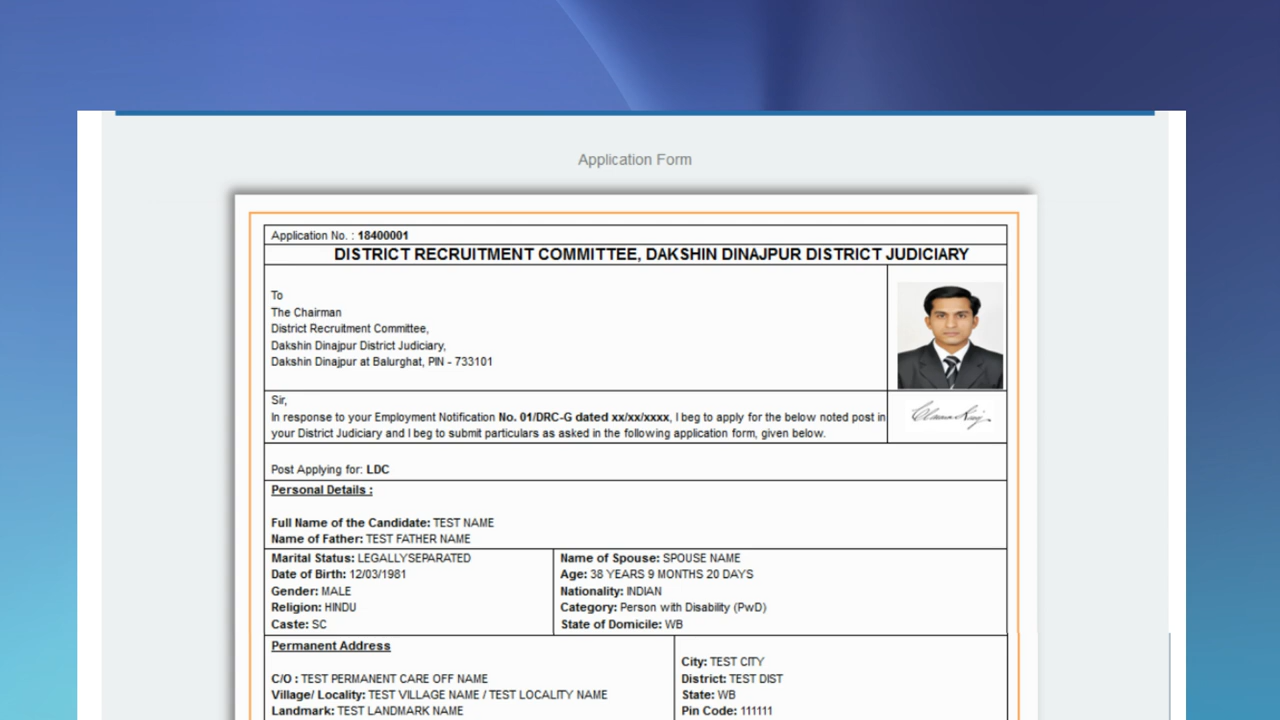 Application Form
Application No. : 18400001
DISTRICT RECRUITMENT COMMITTEE, DAKSHIN DINAJPUR DISTRICT JUDICIARY
To
The Chairman
District Recruitment Committee,
Dakshin Dinajpur District Judiciary,
Dakshin Dinajpur at Balurghat, PIN - 733101
Sir,
In response to your Employment Notification No. 01/DRC-G dated xx/xx/xxxx, I beg to apply for the below noted post in
your District Judiciary and I beg to submit particulars as asked in the following application form, given below.
Post Applying for: LDC
Personal Details :
Full Name of the Candidate: TEST NAME
Name of Father: TEST FATHER NAME
Marital Status: LEGALLYSEPARATED
Date of Birth: 12/03/1981
Gender: MALE
Religion: HINDU
Caste: SC
Name of Spouse: SPOUSE NAME
Age: 38 YEARS 9 MONTHS 20 DAYS
Nationality: INDIAN
Category: Person with Disability (PwD)
State of Domicile: WB
Permanent Address
C/O : TEST PERMANENT CARE OFF NAME
Village/ Locality: TEST VILLAGE NAME / TEST LOCALITY NAME
Landmark: TEST LANDMARK NAME
City: TEST CITY
District: TEST DIST
State: WB
Pin Code: 111111